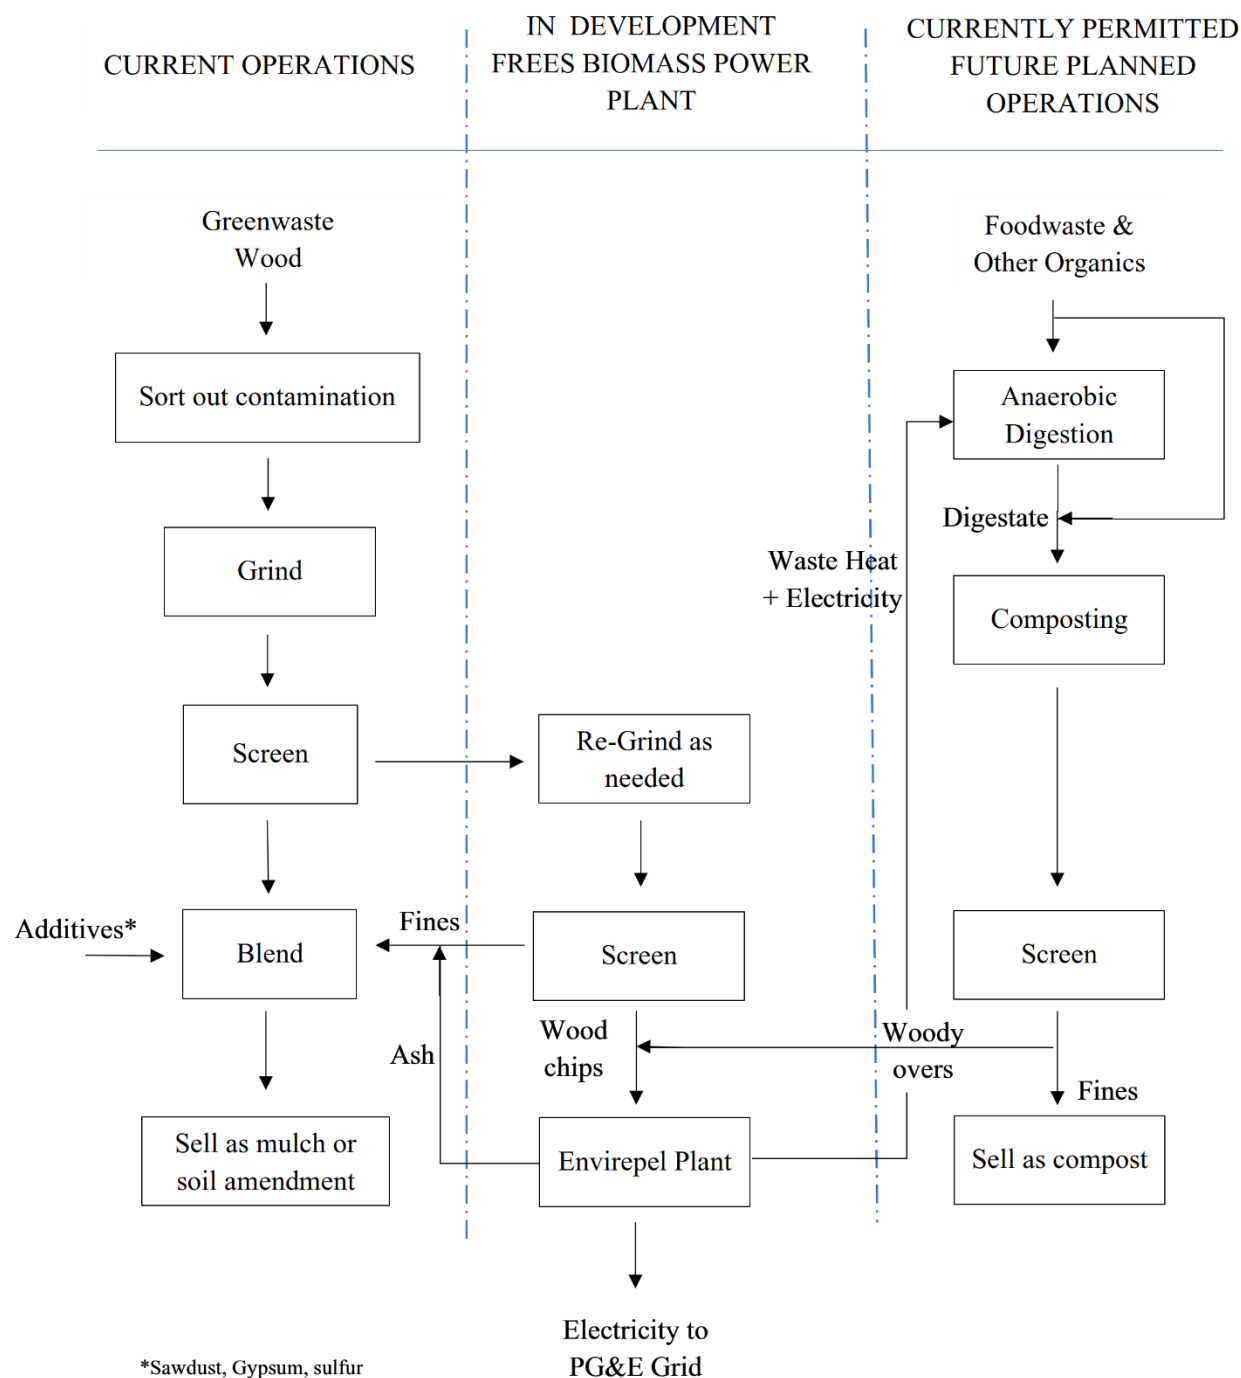 CURRENT OPERATIONS
IN DEVELOPMENT
FREES BIOMASS POWER
PLANT
CURRENTLY PERMITTED
FUTURE PLANNED
OPERATIONS
Greenwaste
Wood
Sort out contamination
Grind
Screen
Additives*
Blend
Sell as mulch or
soil amendment
*Sawdust, Gypsum, sulfur
Re-Grind as
needed
Fines
Screen
Ash
Wood
chips
Envirepel Plant
Electricity to
PG&E Grid
Waste Heat
+ Electricity
Foodwaste &
Other Organics
Anaerobic
Digestion
Digestate
Composting
Screen
Woody
overs
Fines
Sell as compost